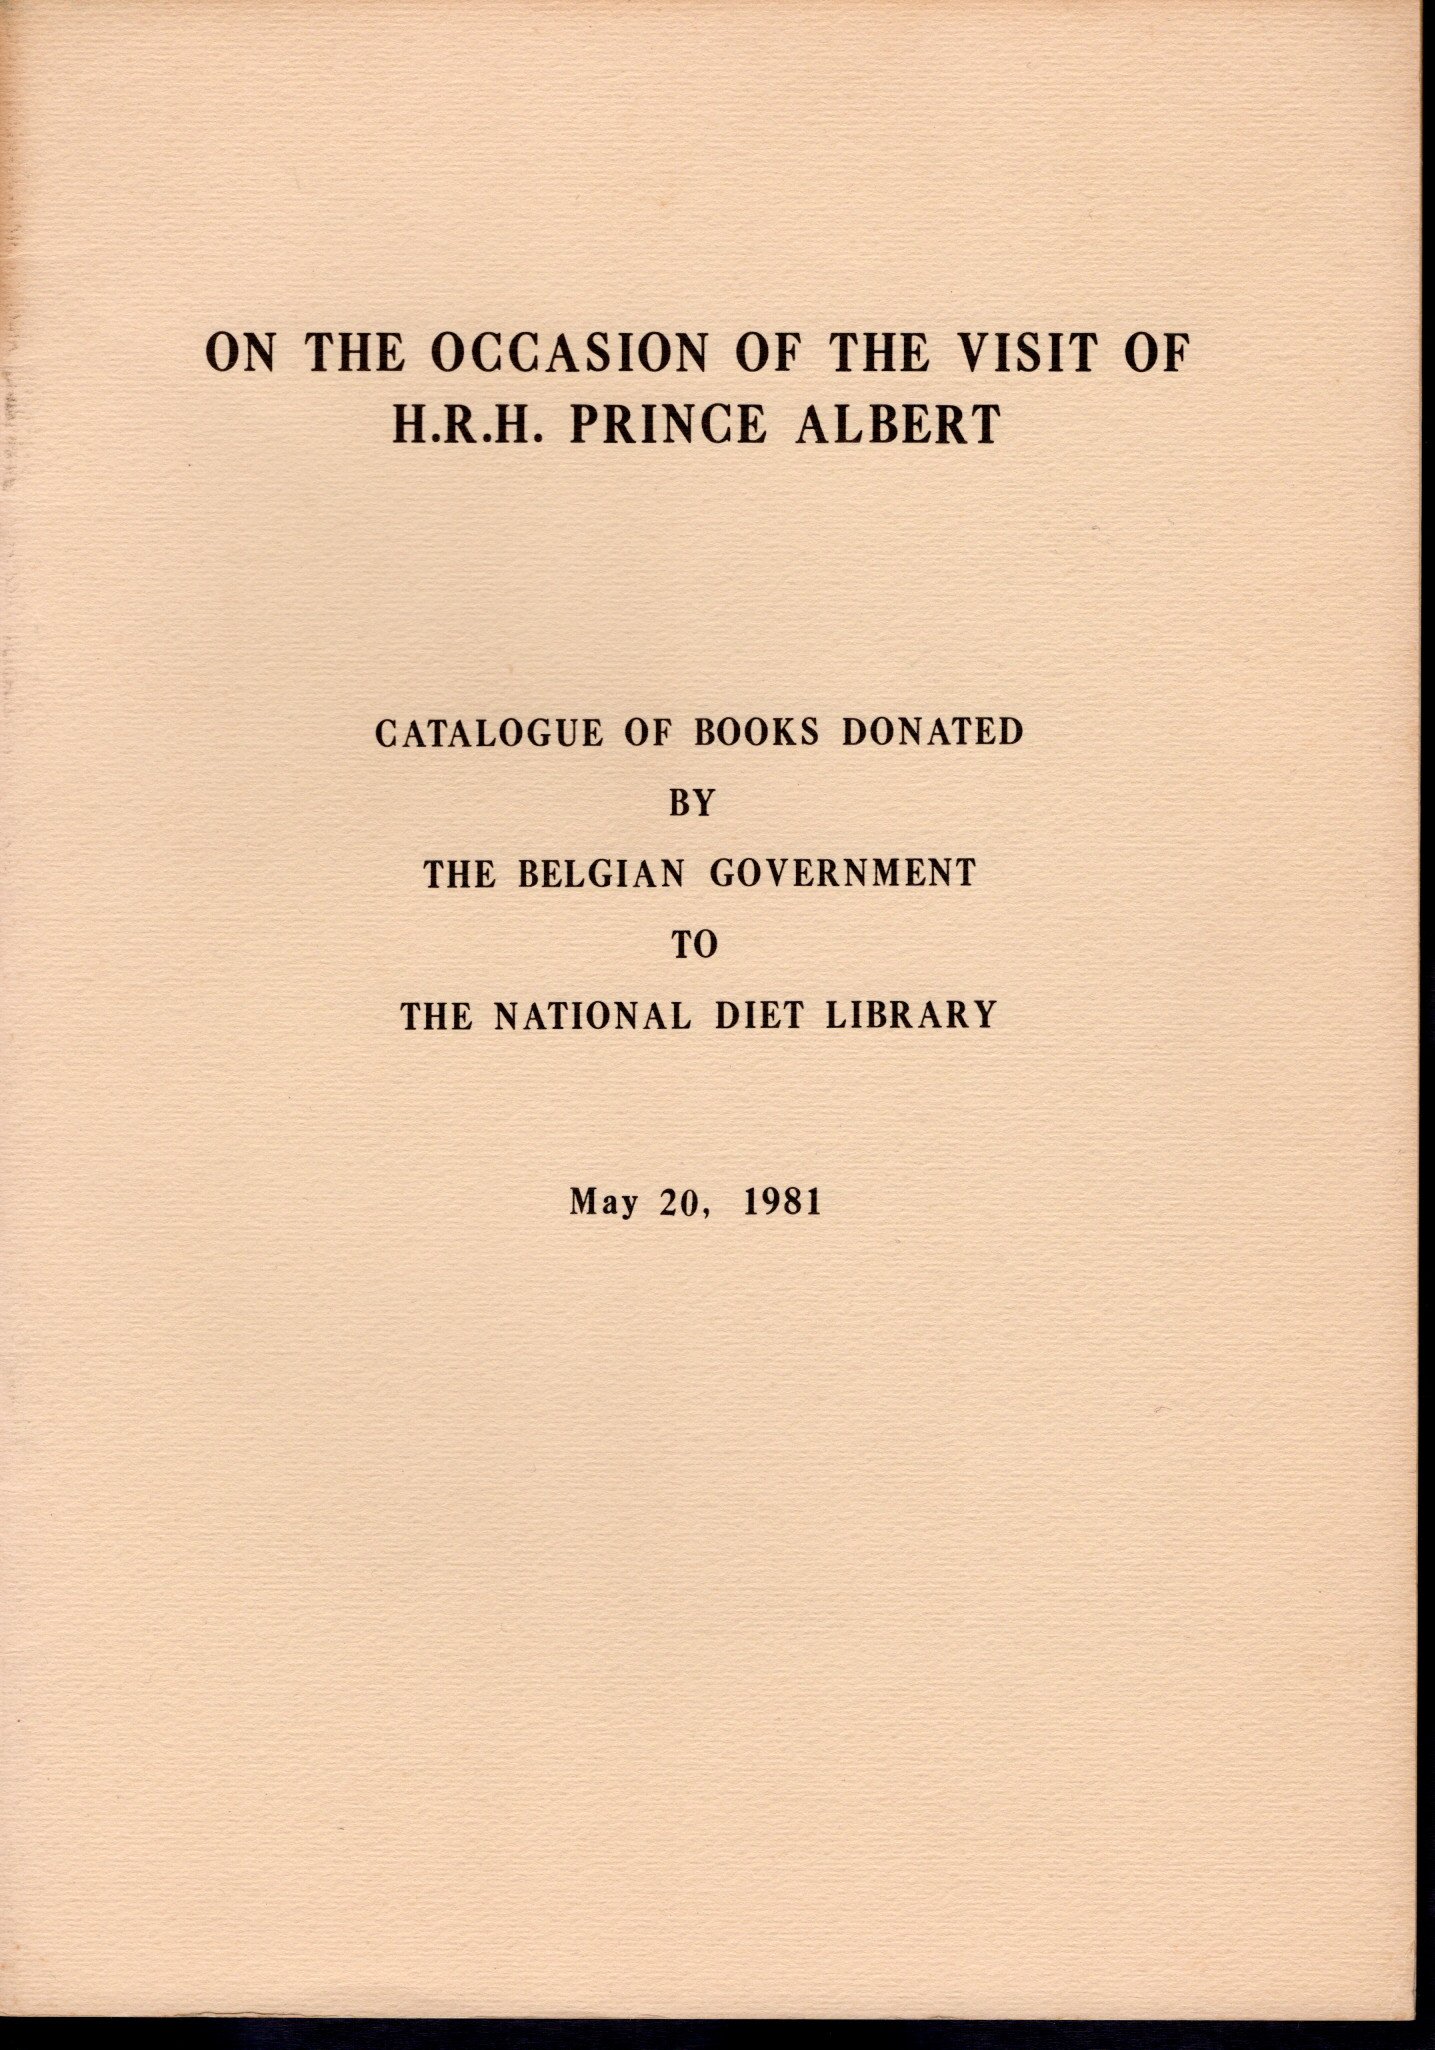 ON THE OCCASION OF THE VISIT OF
H.R.H. PRINCE ALBERT
CATALOGUE OF BOOKS DONATED
BY
THE BELGIAN GOVERNMENT
TO
THE NATIONAL DIET LIBRARY
May 20, 1981